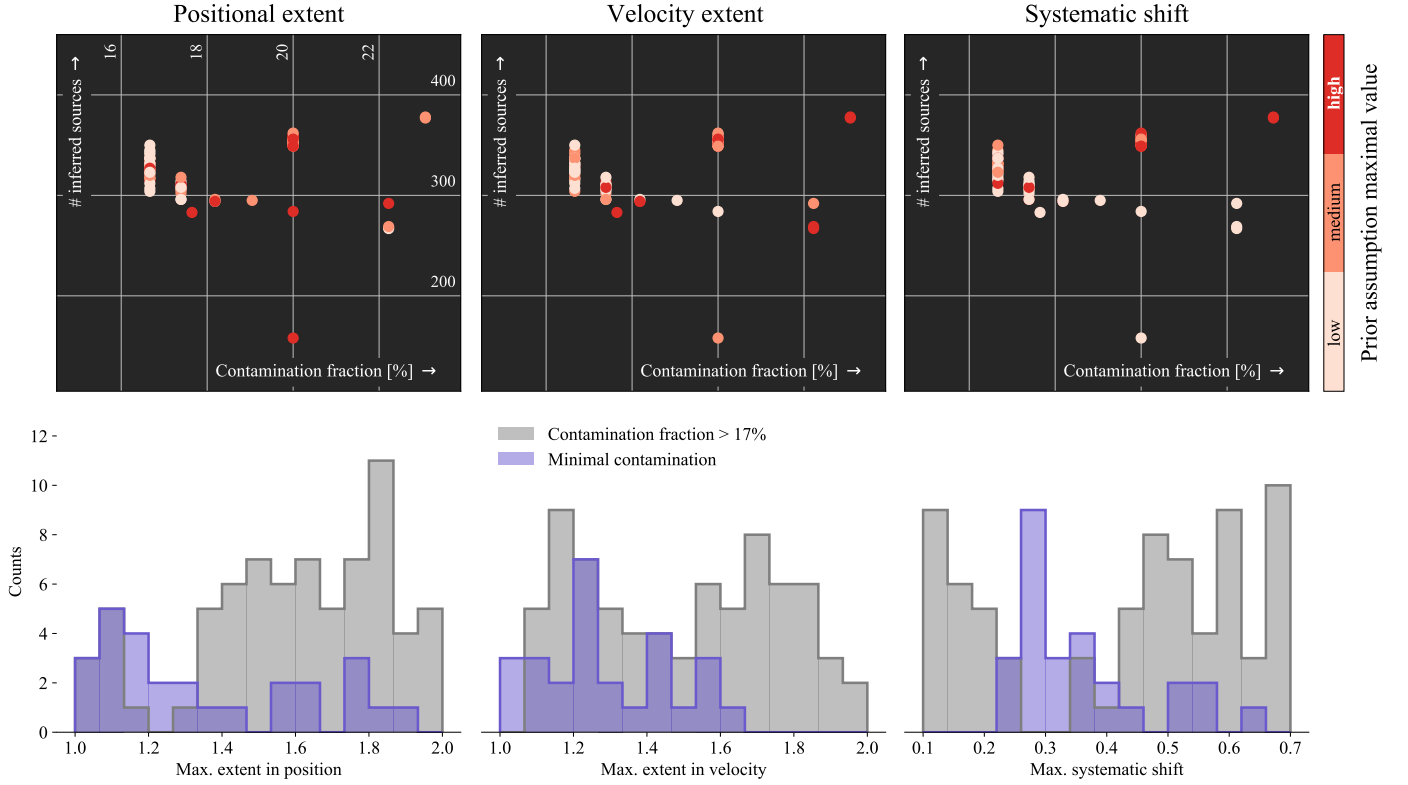 Positional extent
Velocity extent
Systematic shift
16
18
20
22
400
300
200
# inferred sources →
Contamination fraction [%] →
# inferred sources →
Contamination fraction [%] →
# inferred sources →
Contamination fraction [%] →
high
medium
low
Prior assumption maximal value
Contamination fraction > 17%
Minimal contamination
Counts
12
10
8
6
4
2
0
1.0 1.2 1.4 1.6 1.8 2.0
Max. extent in position
1.0 1.2 1.4 1.6 1.8 2.0
Max. extent in velocity
0.1 0.2 0.3 0.4 0.5 0.6 0.7
Max. systematic shift